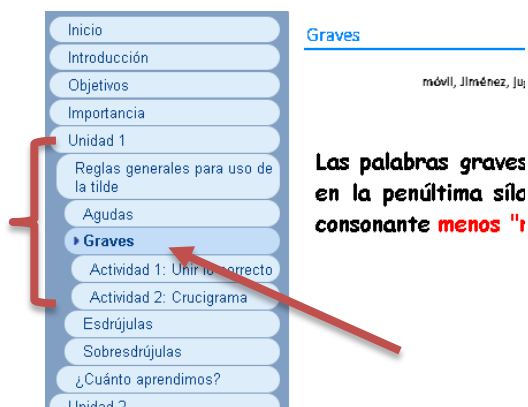 Inicio
Introducción
Objetivos
Importancia
Unidad 1
Reglas generales para uso de
la tilde
Agudas
Graves
Actividad 1: Unir lo correcto
Actividad 2: Crucigrama
Esdrújulas
Sobresdrújulas
¿Cuánto aprendimos?
Unidad 2
Graves
móvil, Jiménez,
Las palabras graves
en la penúltima
consonante menos